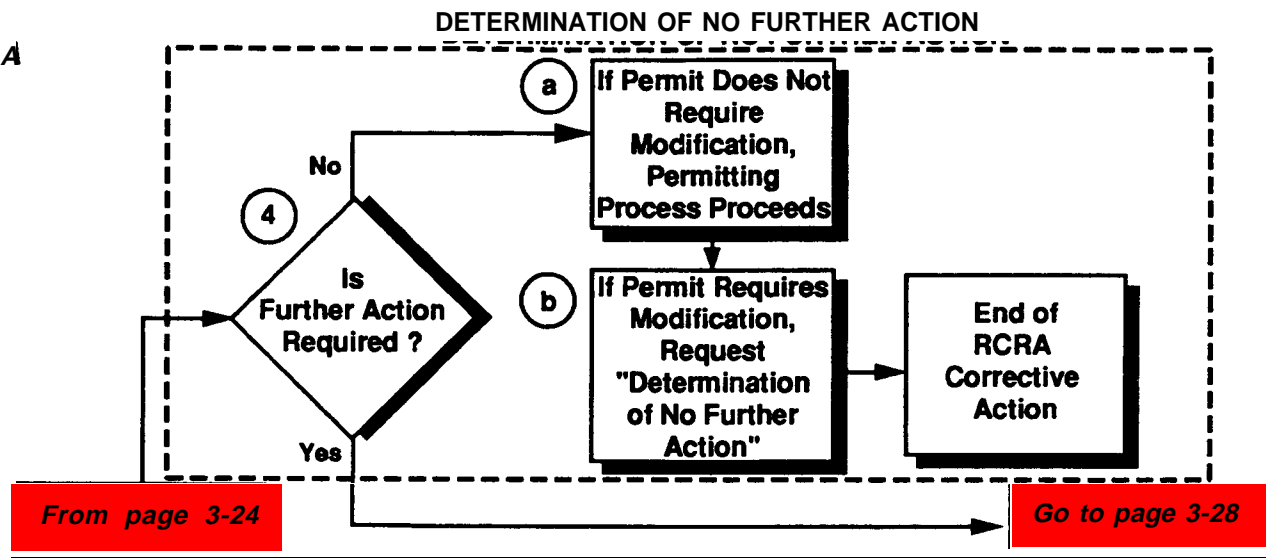 DETERMINATION OF NO FURTHER ACTION
A
a
If Permit Does Not
Require
Modification,
Permitting
Process Proceeds
No
4
Is
Further Action
Required ?
b
If Permit Requires
Modification,
Request
"Determination
of No Further
Action"
End of
RCRA
Corrective
Action
Yes
From page 3-24
Go to page 3-28